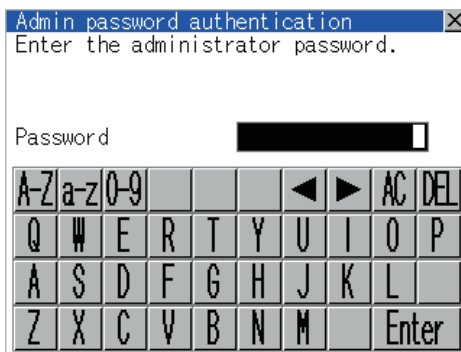 Admin password authentication ×
Enter the administrator password.
Password
A-Z a-z 0-9 ◀ ▶ AC DEL
Q W E R T Y U I O P
A S D F G H J K L
Z X C V B N M Enter